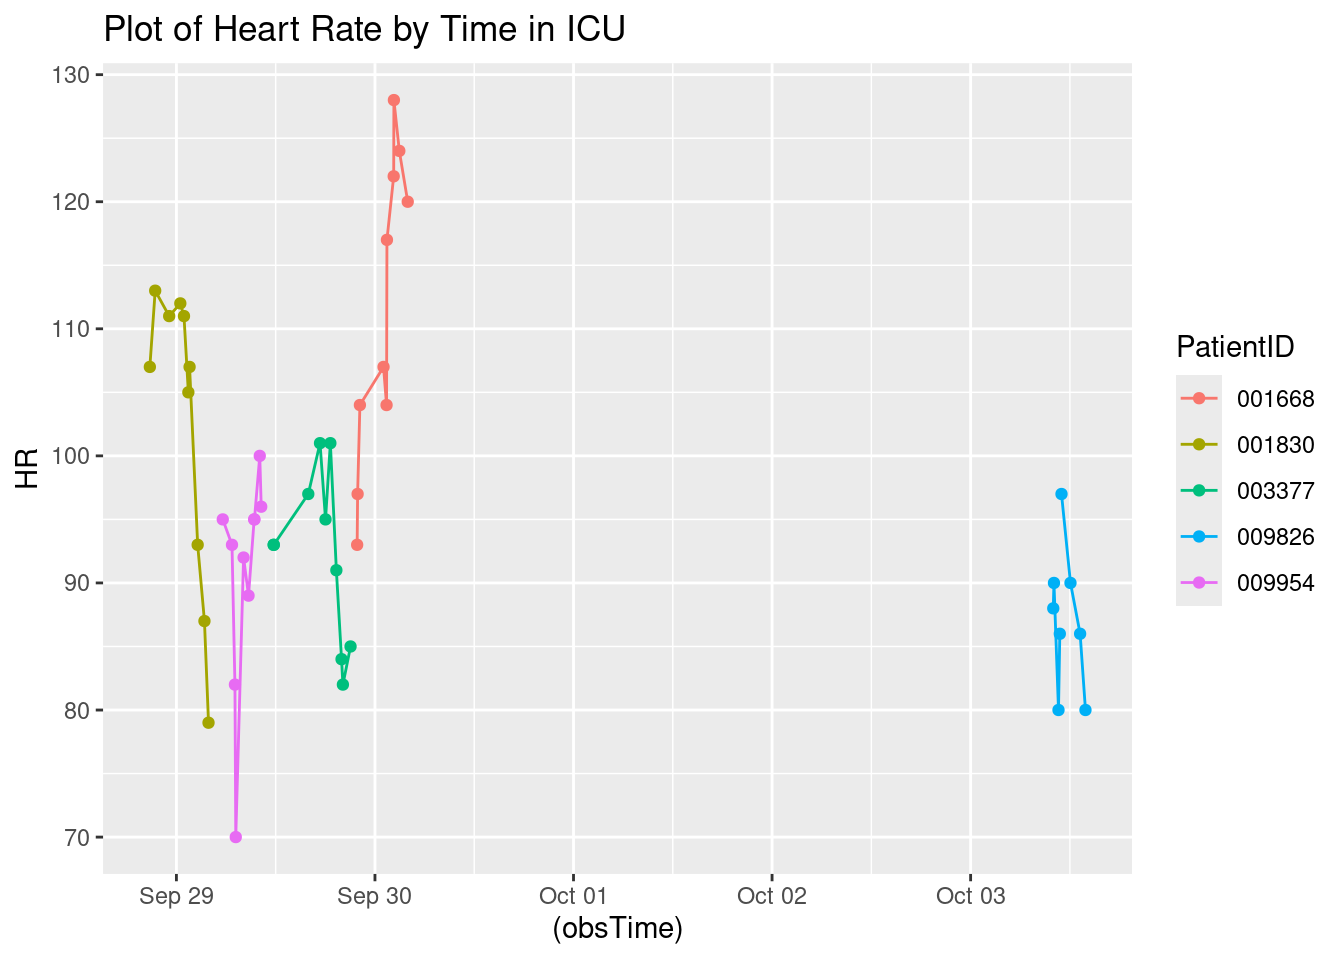 Plot of Heart Rate by Time in ICU
130
120
110
100
90
80
70
HR
Sep 29
Sep 30
Oct 01
Oct 02
Oct 03
(obsTime)
PatientID
001668
001830
003377
009826
009954